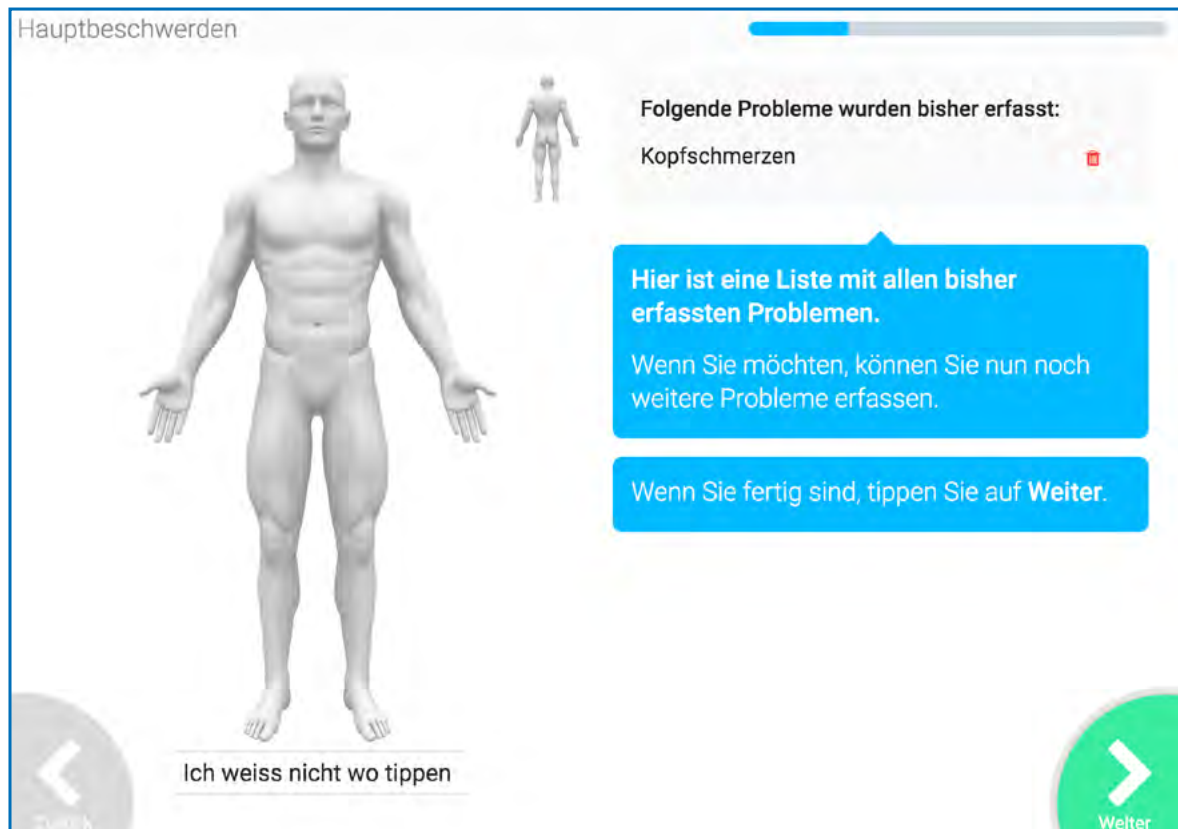 Hauptbeschwerden
Folgende Probleme wurden bisher erfasst:
Kopfschmerzen
Hier ist eine Liste mit allen bisher
erfassten Problemen.
Wenn Sie möchten, können Sie nun noch
weitere Probleme erfassen.
Wenn Sie fertig sind, tippen Sie auf Weiter.
Ich weiss nicht wo tippen
Weiter